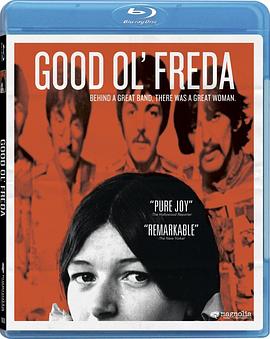 Blu-ray Disc
GOOD OL' FREDA
BEHIND A GREAT BAND, THERE WAS A GREAT WOMAN.
"PURE JOY"
-The Hollywood Reporter
"REMARKABLE"
-The New Yorker
GOOD OL' FREDA
magnolia